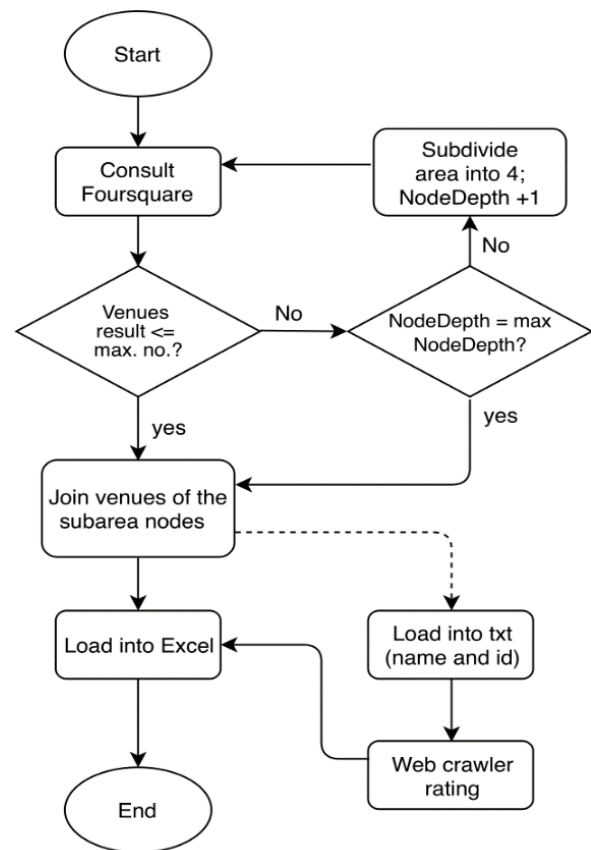 Start
Consult
Foursquare
Subdivide
area into 4;
NodeDepth +1
No
Venues
result <=
max. no.?
No
NodeDepth = max
NodeDepth?
yes
yes
Join venues of the
subarea nodes
Load into Excel
Load into txt
(name and id)
Web crawler
rating
End